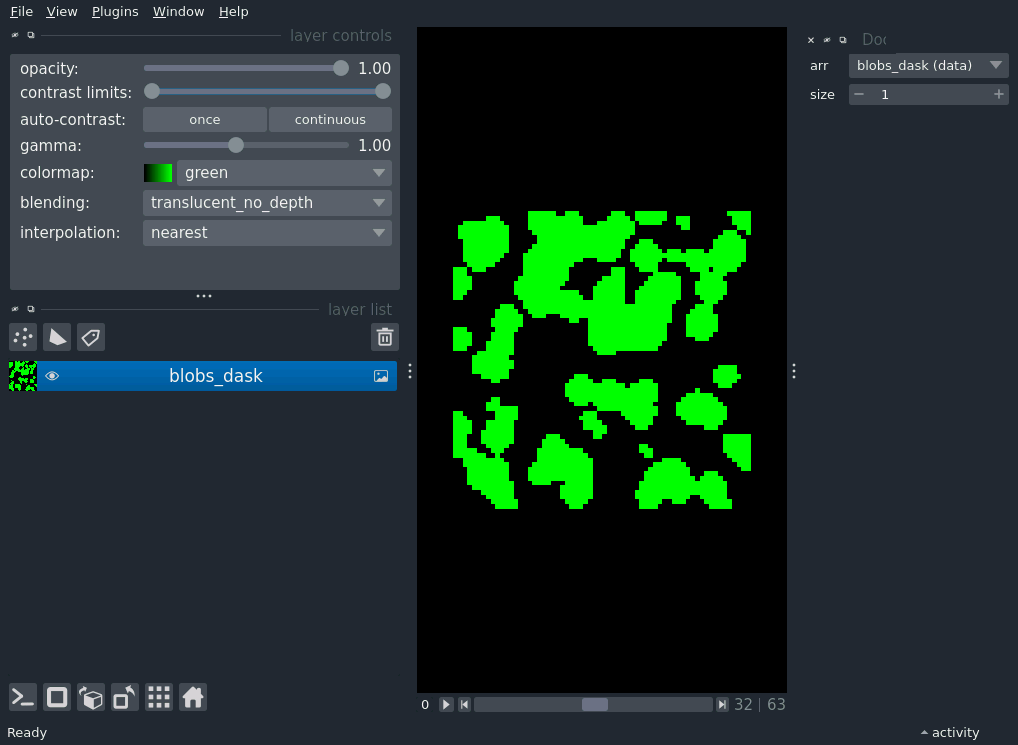 File View Plugins Window Help
layer controls
opacity: 1.00
contrast limits:
auto-contrast: once continuous
gamma: 1.00
colormap: green
blending: translucent_no_depth
interpolation: nearest
layer list
blobs_dask
0 32 | 63
Ready
arr blobs_dask (data)
size 1
activity